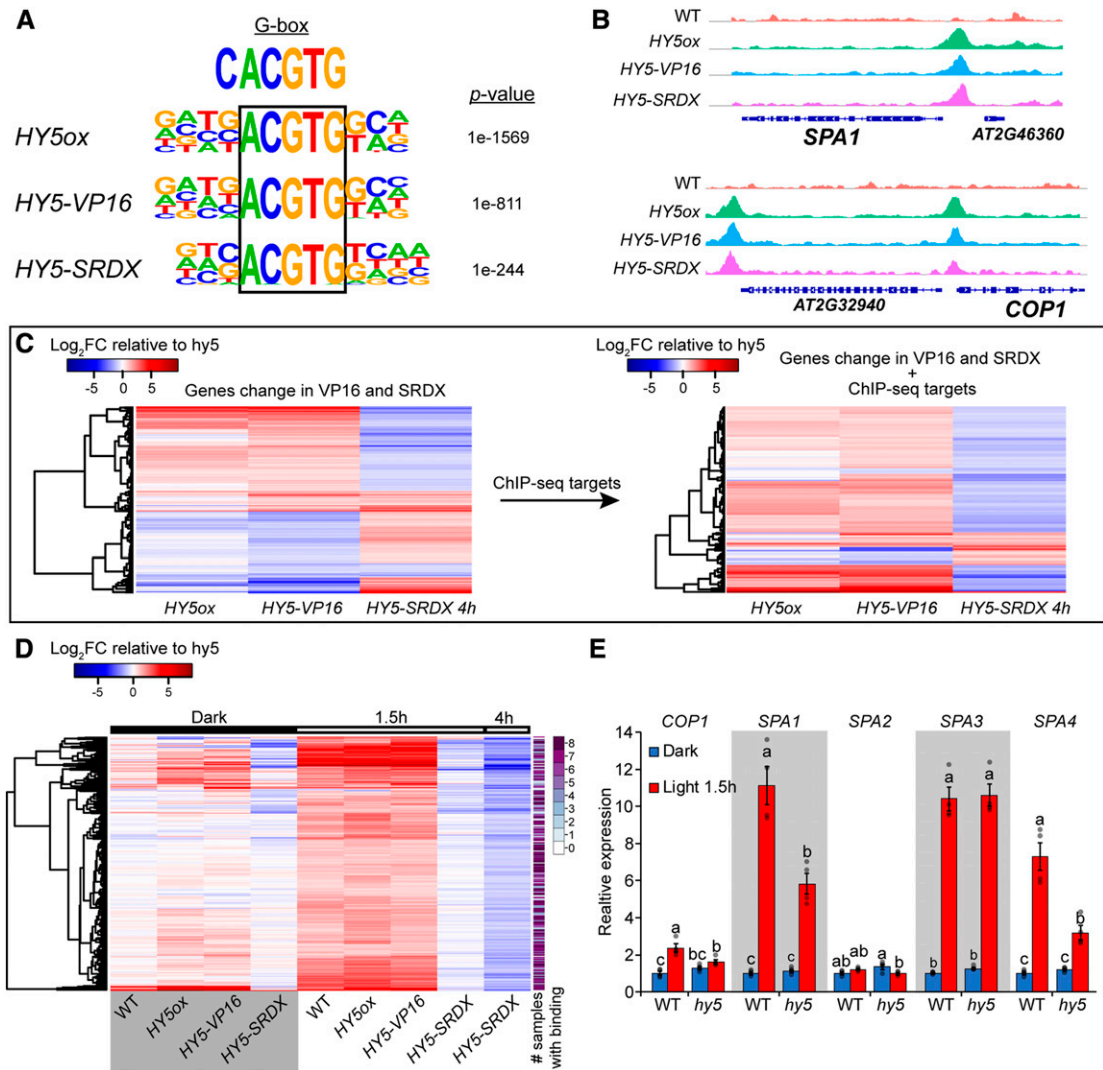 A
G-box
CACGTG
p-value
HY5ox
ACGTG
1e-1569
HY5-VP16
ACGTG
1e-811
HY5-SRDX
ACGTG
1e-244
B
WT
HY5ox
HY5-VP16
HY5-SRDX
SPA1
AT2G46360
WT
HY5ox
HY5-VP16
HY5-SRDX
AT2G32940
COP1
C
Log2FC relative to hy5
-5 0 5
Genes change in VP16 and SRDX
HY5ox HY5-VP16 HY5-SRDX 4h
ChIP-seq targets
Log2FC relative to hy5
-5 0 5
Genes change in VP16 and SRDX
+
ChIP-seq targets
HY5ox HY5-VP16 HY5-SRDX 4h
D
Log2FC relative to hy5
-5 0 5
Dark 1.5h 4h
8
7
6
5
4
3
2
1
0
WT HY5ox HY5-VP16 HY5-SRDX WT HY5ox HY5-VP16 HY5-SRDX HY5-SRDX
# samples
with binding
E
COP1 SPA1 SPA2 SPA3 SPA4
Dark
Light 1.5h
Realtive expression
14
12
10
8
6
4
2
0
c a bc b
c a c b
ab ab a b
b a b a
c a c b
WT hy5 WT hy5 WT hy5 WT hy5 WT hy5